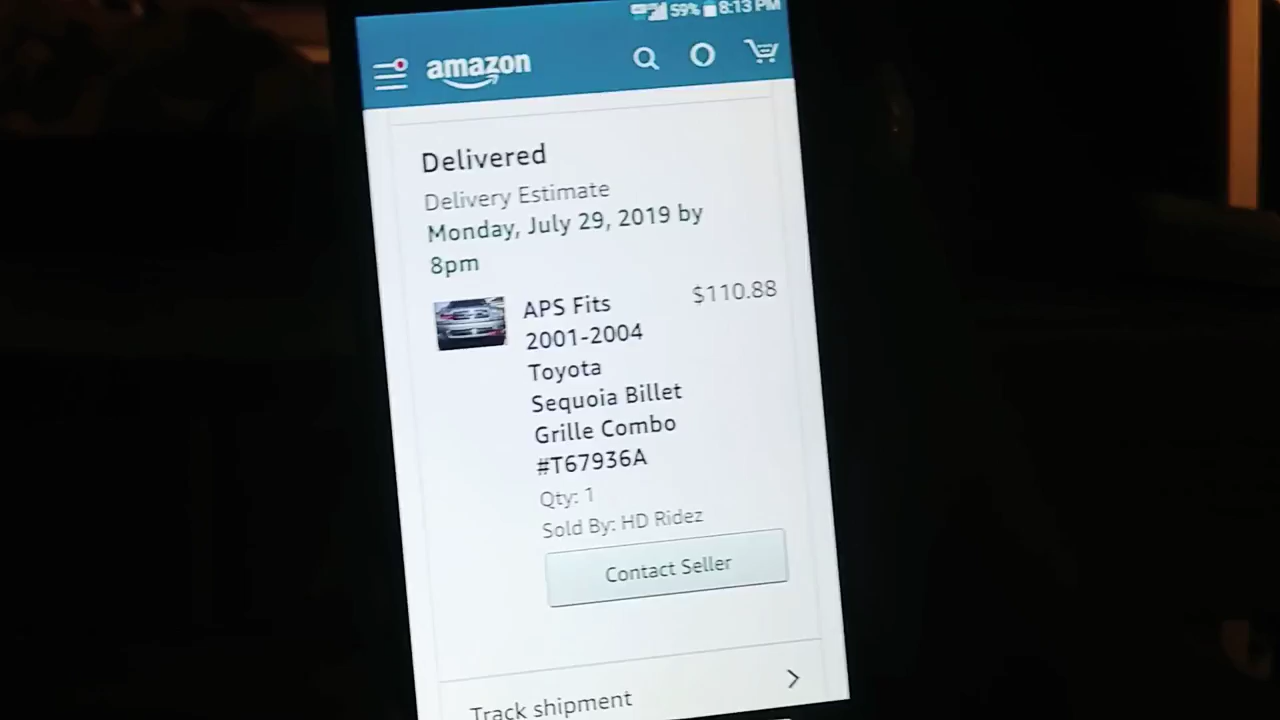 59% 8:13 PM
amazon
Delivered
Delivery Estimate
Monday, July 29, 2019 by
8pm
APS Fits $110.88
2001-2004
Toyota
Sequoia Billet
Grille Combo
#T67936A
Qty: 1
Sold By: HD Ridez
Contact Seller
Track shipment